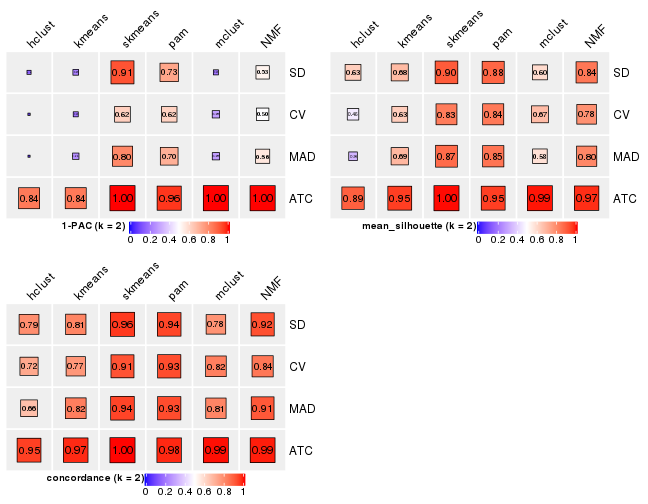 hclust kmeans skmeans pam mclust NMF
0.91 0.73 0.53 SD
0.62 0.62 0.50 CV
0.80 0.70 0.56 MAD
0.84 0.84 1.00 0.96 1.00 1.00 ATC
1-PAC (k = 2)
0 0.2 0.4 0.6 0.8 1
hclust kmeans skmeans pam mclust NMF
0.63 0.68 0.90 0.88 0.60 0.84 SD
0.63 0.83 0.84 0.67 0.78 CV
0.69 0.87 0.85 0.58 0.80 MAD
0.89 0.95 1.00 0.95 0.99 0.97 ATC
mean_silhouette (k = 2)
0 0.2 0.4 0.6 0.8 1
hclust kmeans skmeans pam mclust NMF
0.79 0.81 0.96 0.94 0.78 0.92 SD
0.72 0.77 0.91 0.93 0.82 0.84 CV
0.66 0.82 0.94 0.93 0.81 0.91 MAD
0.95 0.97 1.00 0.98 0.99 0.99 ATC
concordance (k = 2)
0 0.2 0.4 0.6 0.8 1